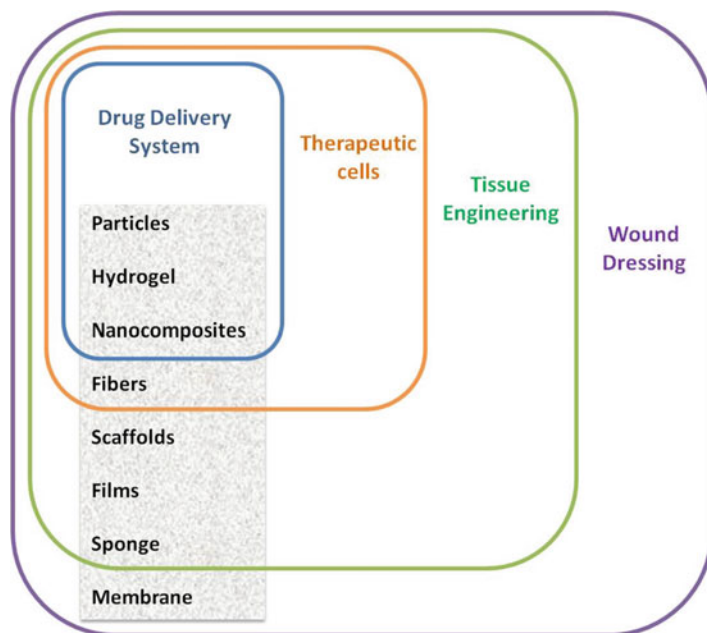 Drug Delivery
System
Therapeutic
cells
Tissue
Engineering
Wound
Dressing
Particles
Hydrogel
Nanocomposites
Fibers
Scaffolds
Films
Sponge
Membrane